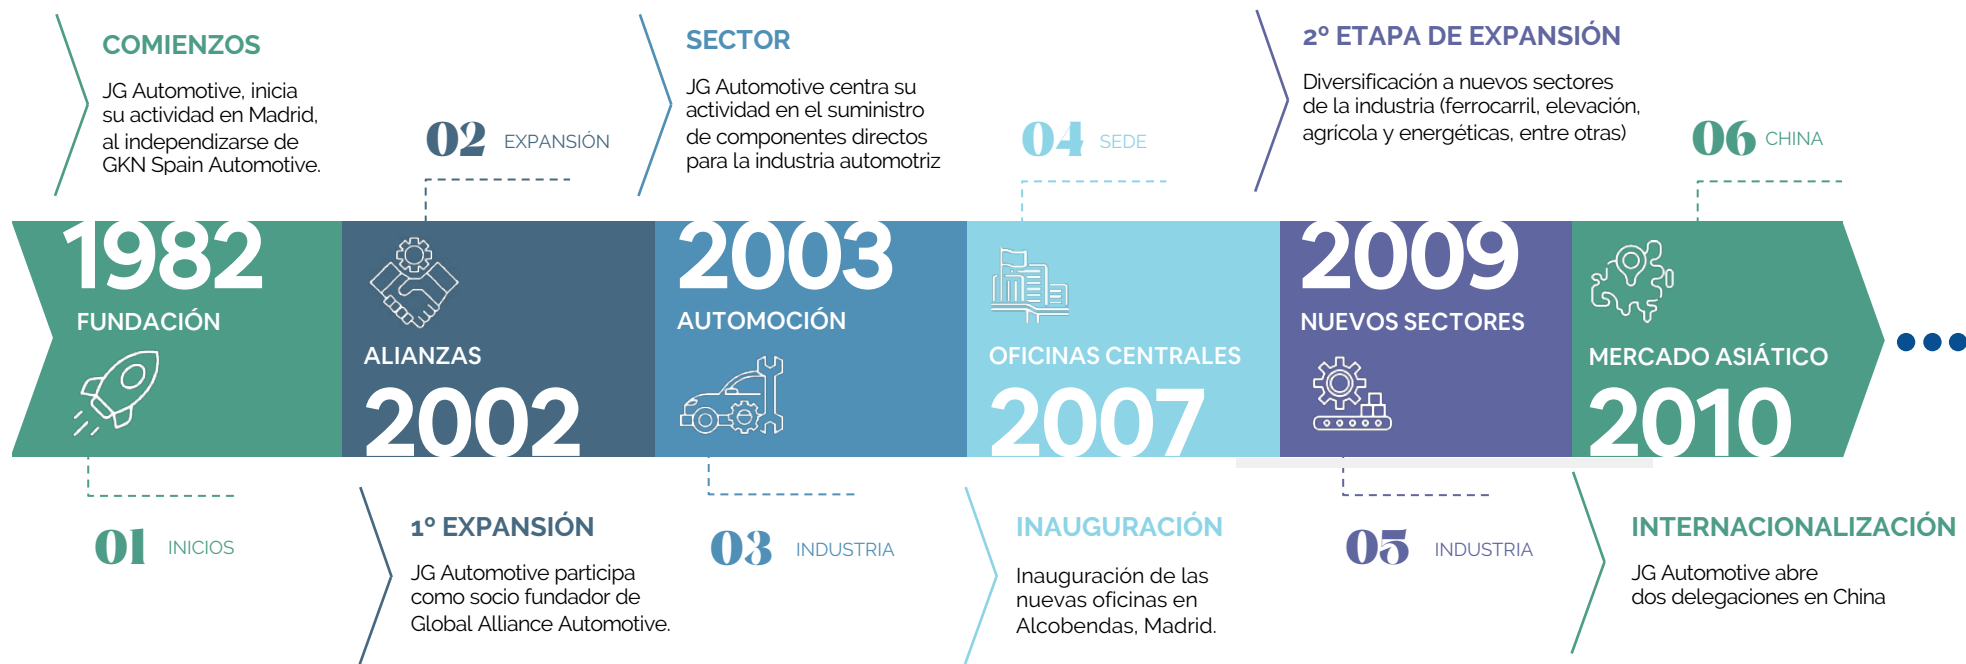 COMIENZOS
JG Automotive, inicia
su actividad en Madrid,
al independizarse de
GKN Spain Automotive.
1982
FUNDACIÓN
01 INICIOS
02 EXPANSIÓN
ALIANZAS
2002
1º EXPANSIÓN
JG Automotive participa
como socio fundador de
Global Alliance Automotive.
SECTOR
JG Automotive centra su
actividad en el suministro
de componentes directos
para la industria automotriz
2003
AUTOMOCIÓN
03 INDUSTRIA
04 SEDE
OFICINAS CENTRALES
2007
INAUGURACIÓN
Inauguración de las
nuevas oficinas en
Alcobendas, Madrid.
2º ETAPA DE EXPANSIÓN
Diversificación a nuevos sectores
de la industria (ferrocarril, elevación,
agrícola y energéticas, entre otras)
2009
NUEVOS SECTORES
05 INDUSTRIA
06 CHINA
MERCADO ASIÁTICO
2010
INTERNACIONALIZACIÓN
JG Automotive abre
dos delegaciones en China